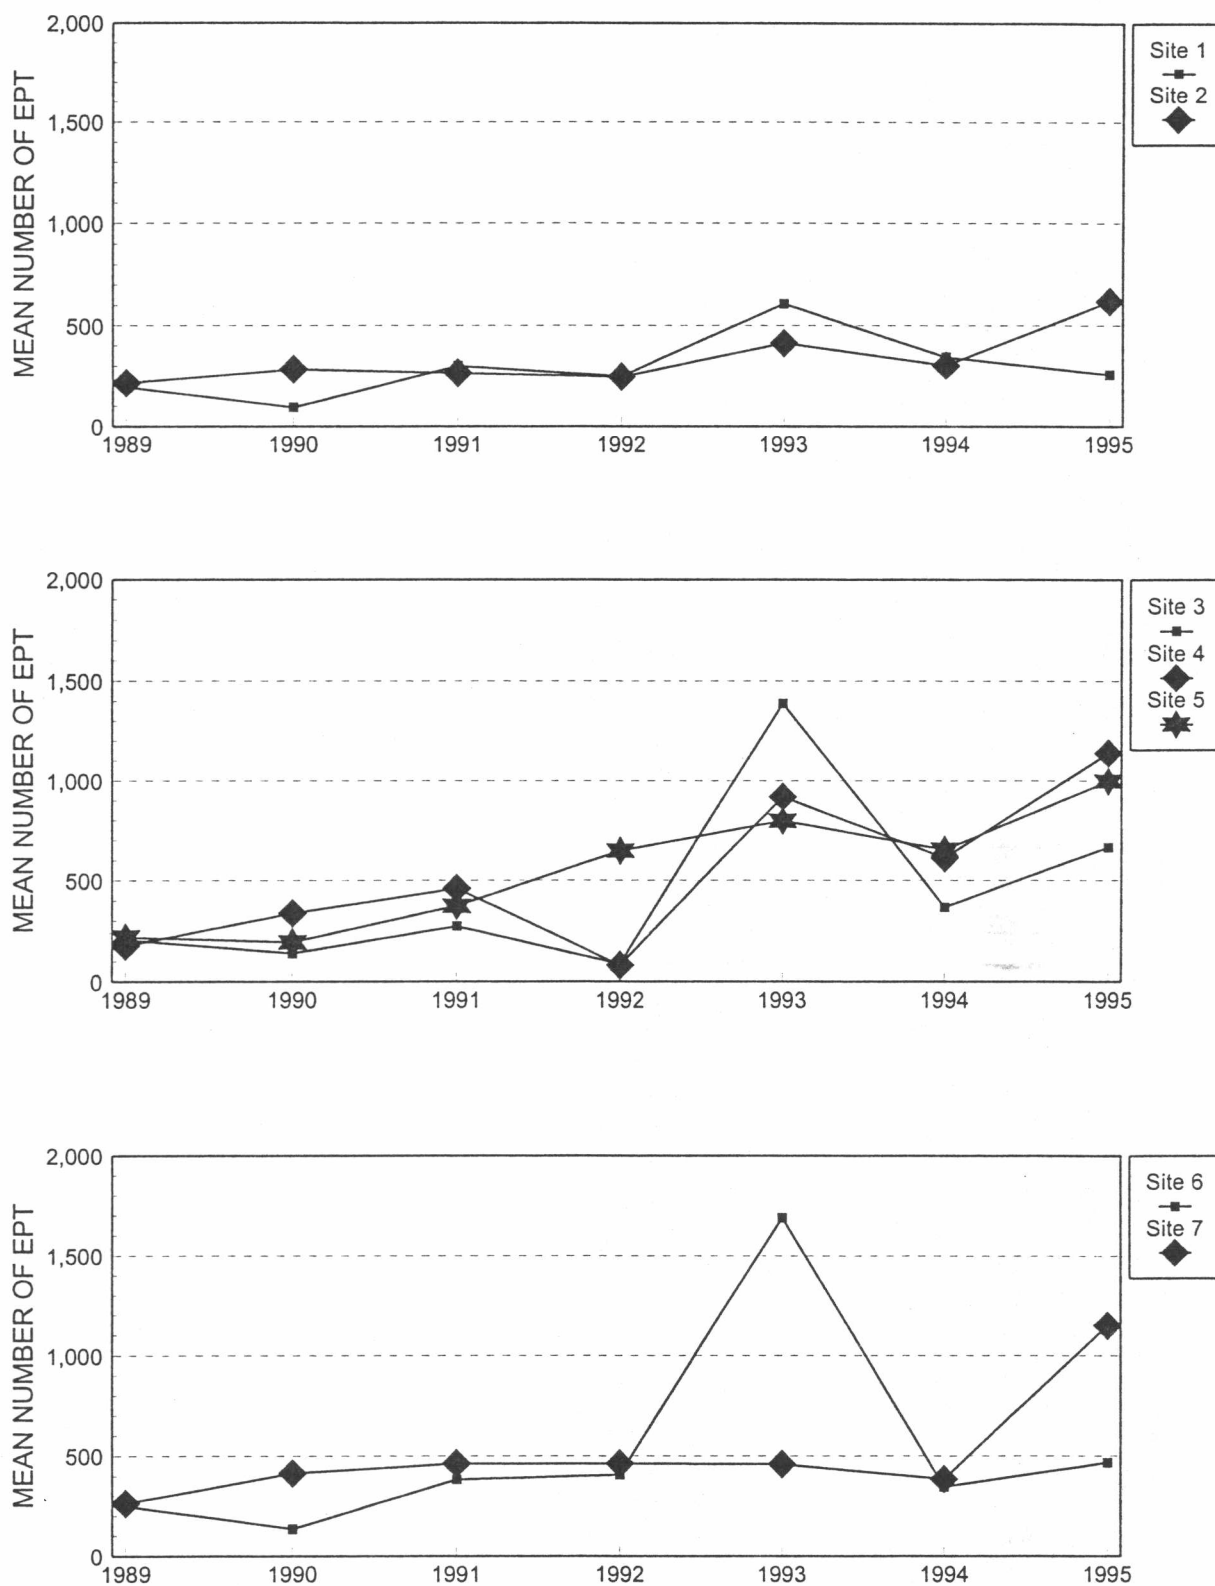 MEAN NUMBER OF EPT
2,000
1,500
1,000
500
0
1989 1990 1991 1992 1993 1994 1995
Site 1
Site 2
MEAN NUMBER OF EPT
2,000
1,500
1,000
500
0
1989 1990 1991 1992 1993 1994 1995
Site 3
Site 4
Site 5
MEAN NUMBER OF EPT
2,000
1,500
1,000
500
0
1989 1990 1991 1992 1993 1994 1995
Site 6
Site 7